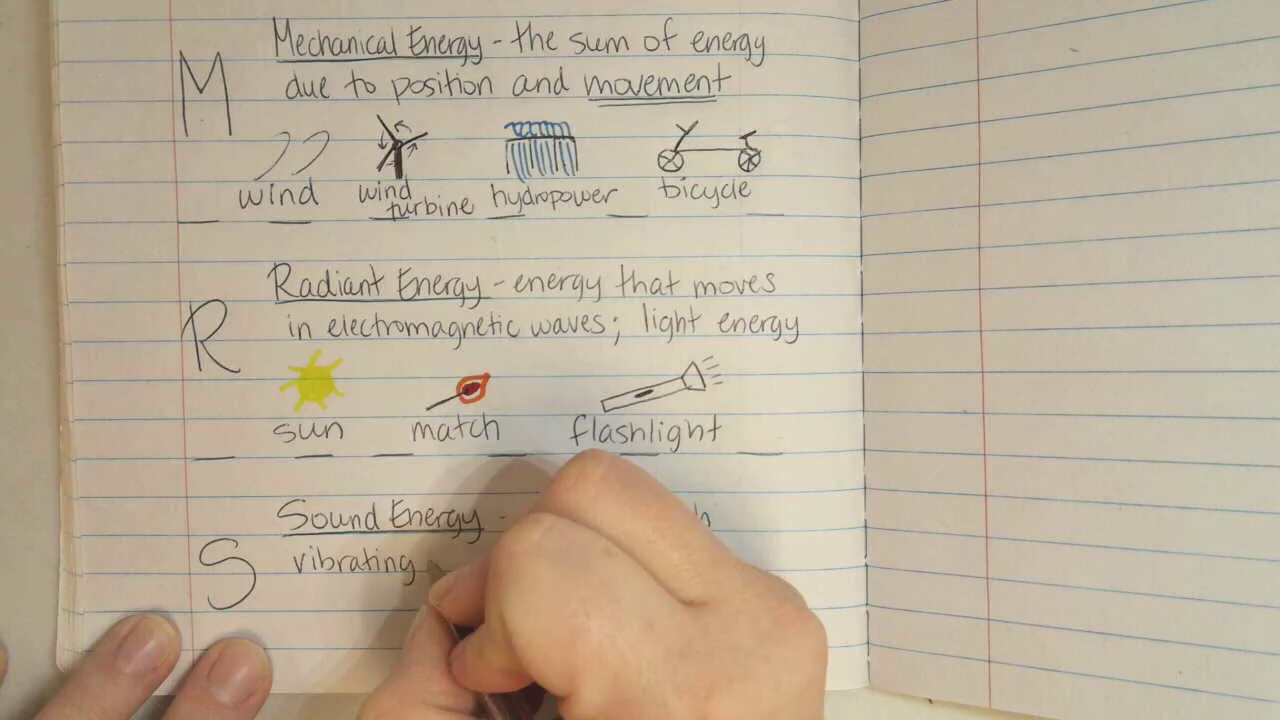 M
Mechanical Energy - the sum of energy
due to position and movement
wind wind turbine hydropower bicycle
R
Radiant Energy - energy that moves
in electromagnetic waves; light energy
sun match flashlight
S
Sound Energy -
vibrating